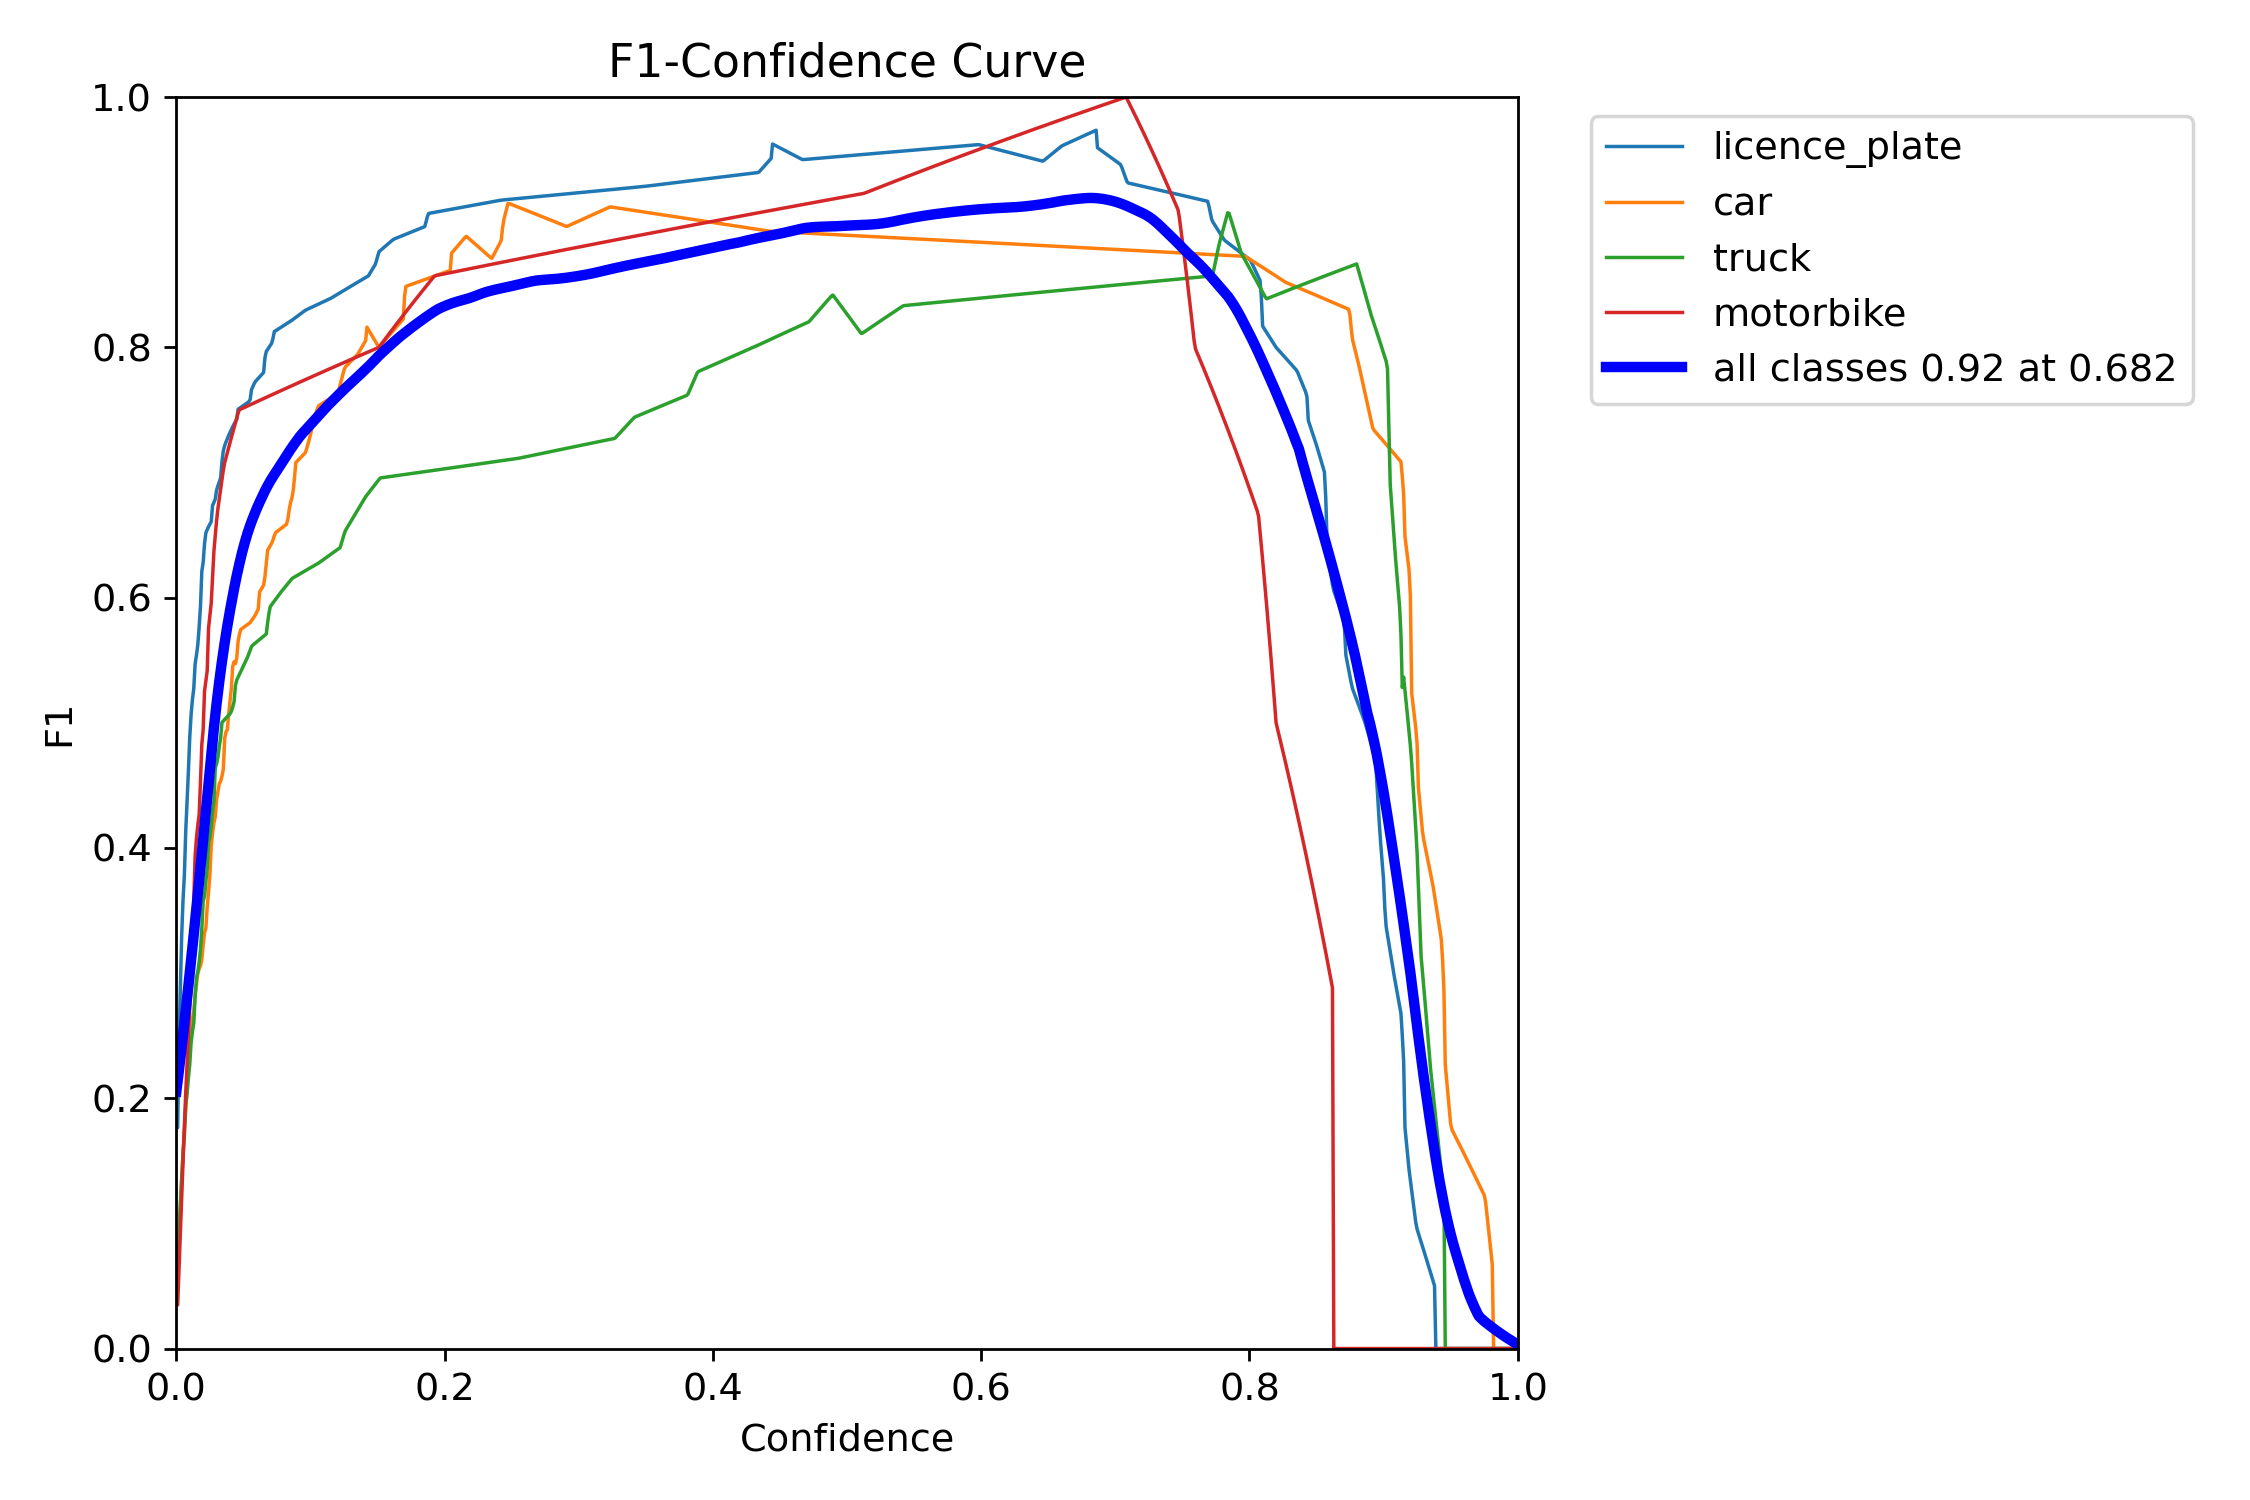 F1-Confidence Curve
1.0
0.8
0.6
0.4
0.2
0.0
F1
0.0 0.2 0.4 0.6 0.8 1.0
Confidence
licence_plate
car
truck
motorbike
all classes 0.92 at 0.682